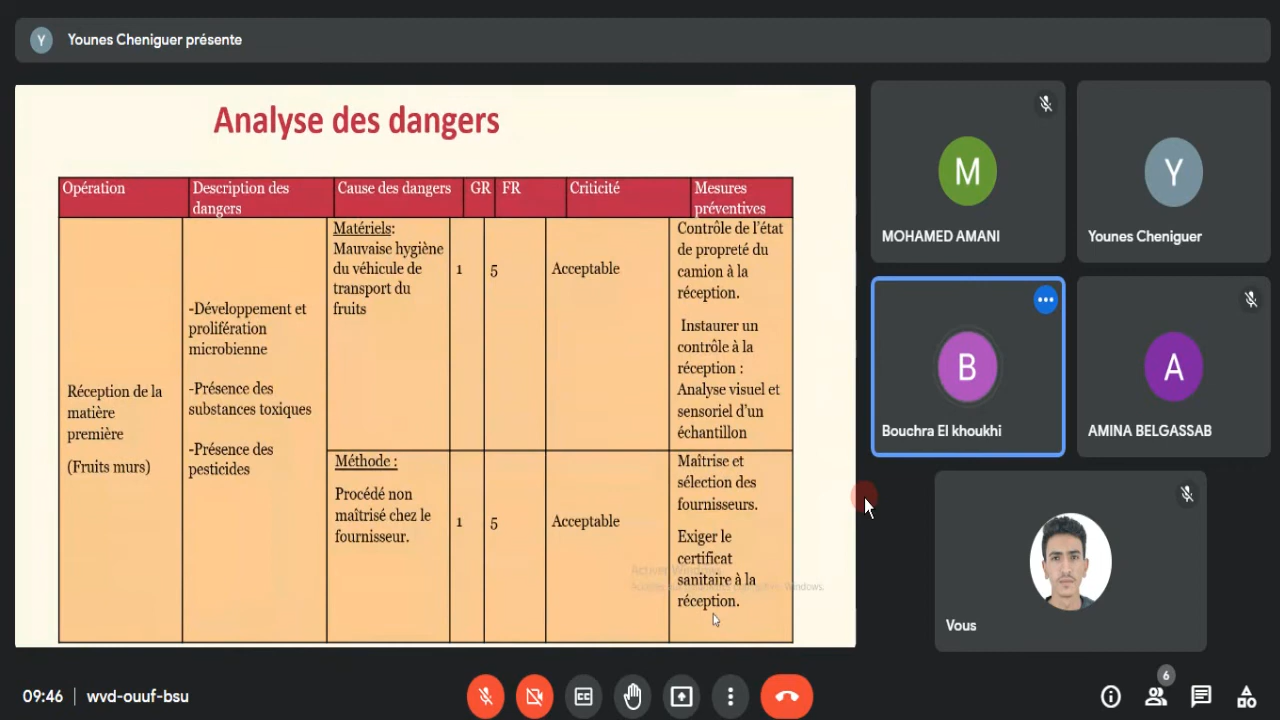 Y
Younes Cheniguer présente
Analyse des dangers
Opération
Description des
dangers
Cause des dangers
GR
FR
Criticité
Mesures
préventives
Réception de la
matière
première
(Fruits murs)
-Développement et
prolifération
microbienne
-Présence des
substances toxiques
-Présence des
pesticides
Matériels:
Mauvaise hygiène
du véhicule de
transport du
fruits
1
5
Acceptable
Contrôle de l'état
de propreté du
camion à la
réception.
Instaurer un
contrôle à la
réception :
Analyse visuel et
sensoriel d'un
échantillon
Méthode :
Procédé non
maîtrisé chez le
fournisseur.
1
5
Acceptable
Maîtrise et
sélection des
fournisseurs.
Exiger le
certificat
sanitaire à la
réception.
Activer Windows
Windows.
M
MOHAMED AMANI
Y
Younes Cheniguer
B
Bouchra El khoukhi
A
AMINA BELGASSAB
Vous
09:46 | wvd-ouuf-bsu
CC
6